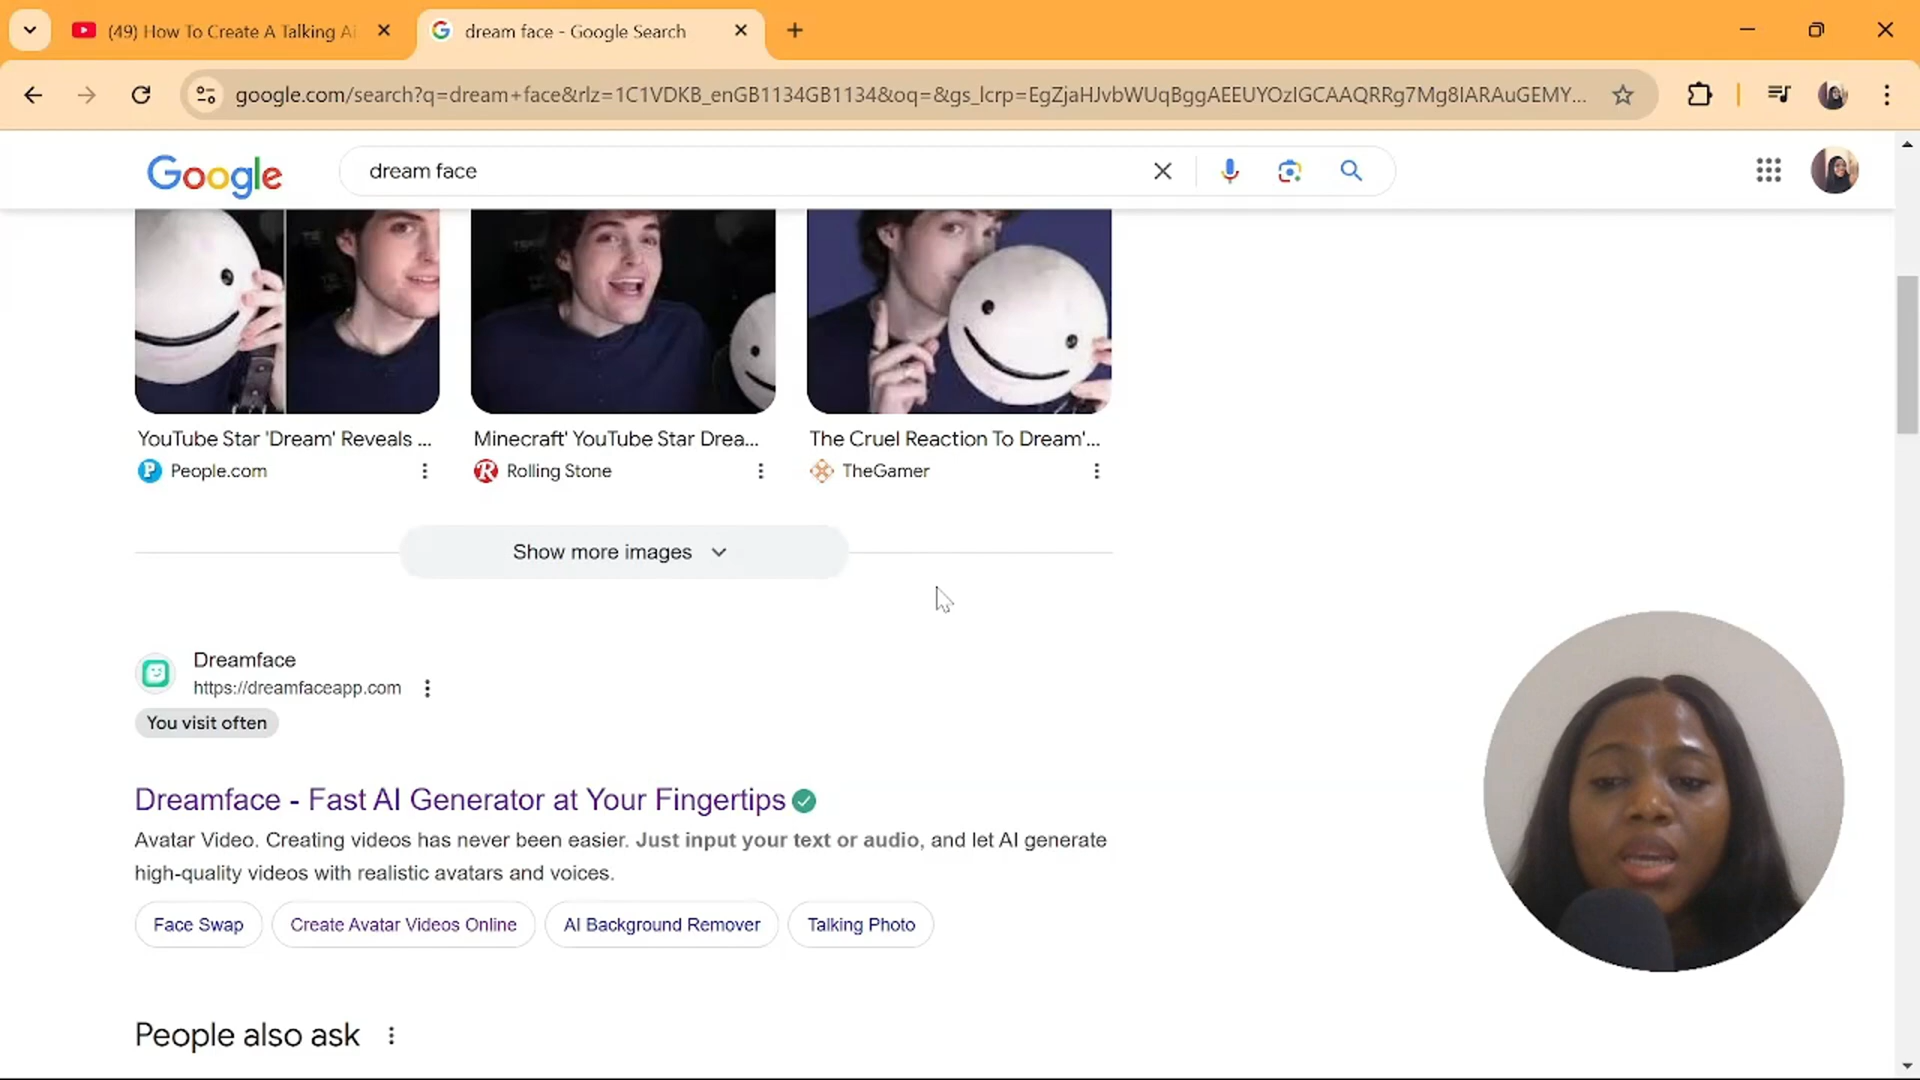 (49) How To Create A Talking Ai
dream face - Google Search
google.com/search?q=dream+face&rlz=1C1VDKB_enGB1134GB1134&oq=&gs_lcrp=EgZjaHJvbWUqBggAEEUYOzIGCAAQRRg7Mg8IARAuGEMY...
Google
dream face
YouTube Star 'Dream' Reveals ...
Minecraft' YouTube Star Drea...
The Cruel Reaction To Dream'...
People.com
Rolling Stone
TheGamer
Show more images
Dreamface
https://dreamfaceapp.com
You visit often
Dreamface - Fast AI Generator at Your Fingertips
Avatar Video. Creating videos has never been easier. Just input your text or audio, and let AI generate
high-quality videos with realistic avatars and voices.
Face Swap
Create Avatar Videos Online
AI Background Remover
Talking Photo
People also ask